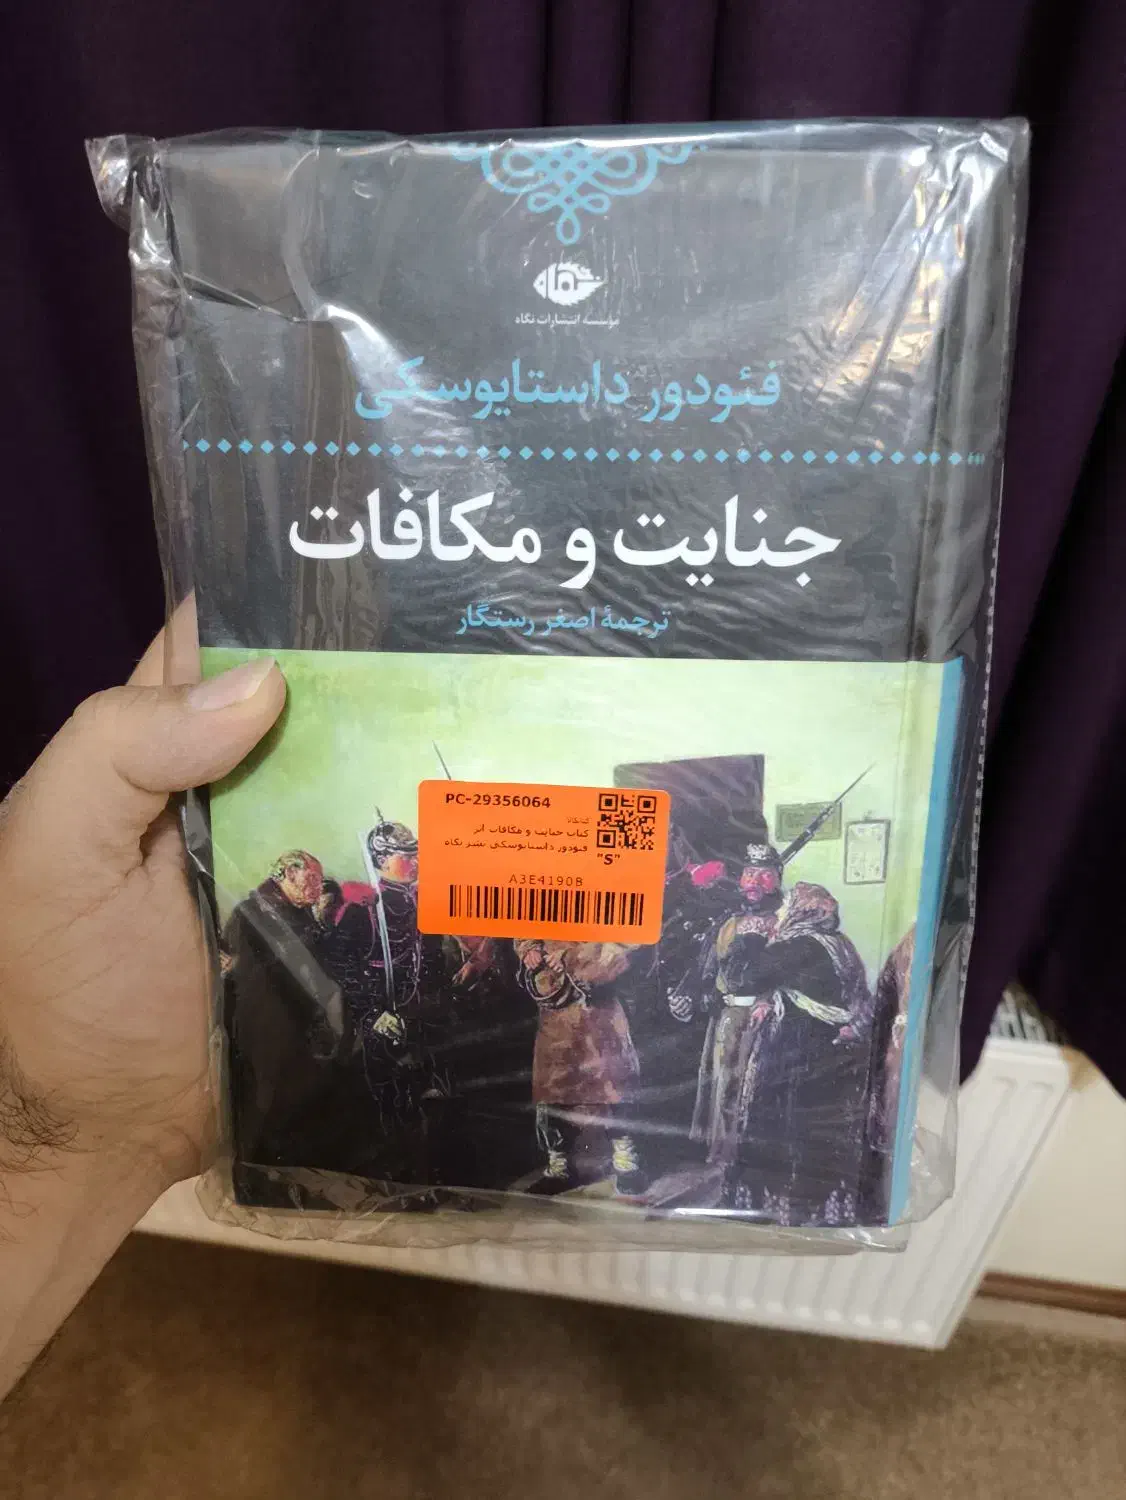 نگاه
مؤسسه انتشارات نگاه
فئودور داستایوسکی
جنایت و مکافات
ترجمهٔ اصغر رستگار
PC-29356064
کتاب جنایت و مکافات اثر
فئودور داستایوسکی نشر نگاه
"S"
A3E4190B